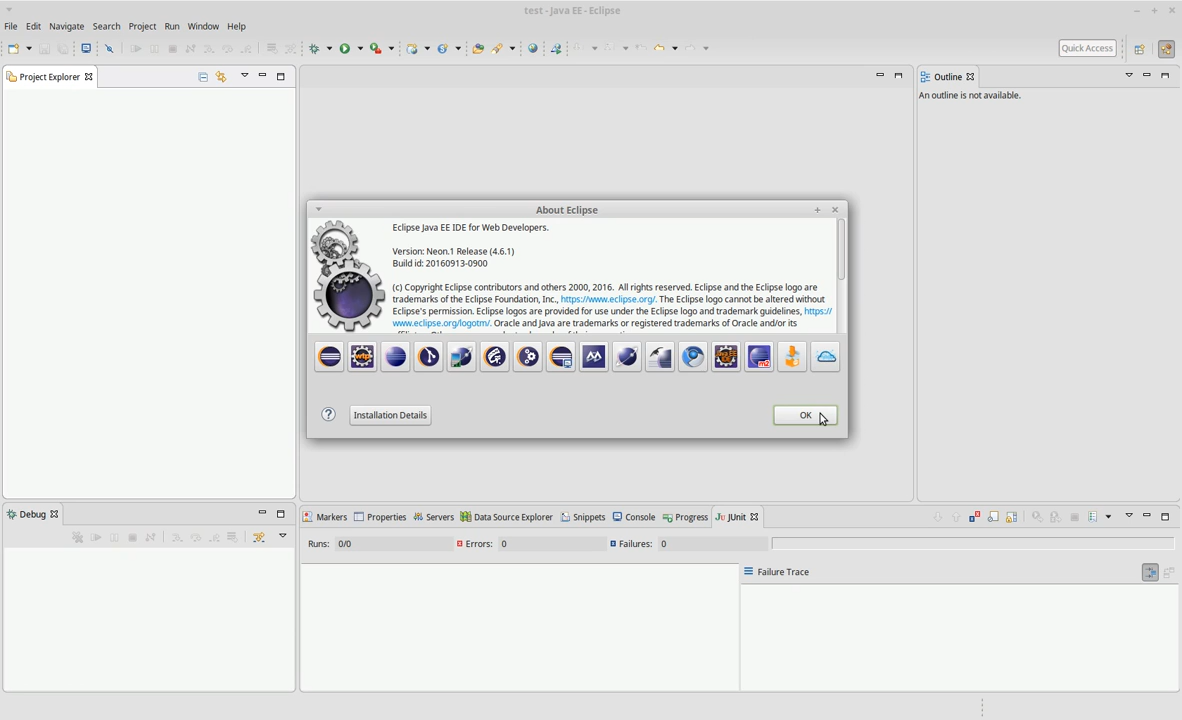 test - Java EE - Eclipse
File Edit Navigate Search Project Run Window Help
Quick Access
Project Explorer
Outline
An outline is not available.
About Eclipse
Eclipse Java EE IDE for Web Developers.
Version: Neon.1 Release (4.6.1)
Build id: 20160913-0900
(c) Copyright Eclipse contributors and others 2000, 2016. All rights reserved. Eclipse and the Eclipse logo are
trademarks of the Eclipse Foundation, Inc., https://www.eclipse.org/. The Eclipse logo cannot be altered without
Eclipse's permission. Eclipse logos are provided for use under the Eclipse logo and trademark guidelines, https://
www.eclipse.org/logotm/. Oracle and Java are trademarks or registered trademarks of Oracle and/or its
wtp
JAVA EE IDE
m2
Installation Details
OK
Debug
Markers Properties Servers Data Source Explorer Snippets Console Progress JU JUnit
Runs: 0/0 Errors: 0 Failures: 0
Failure Trace